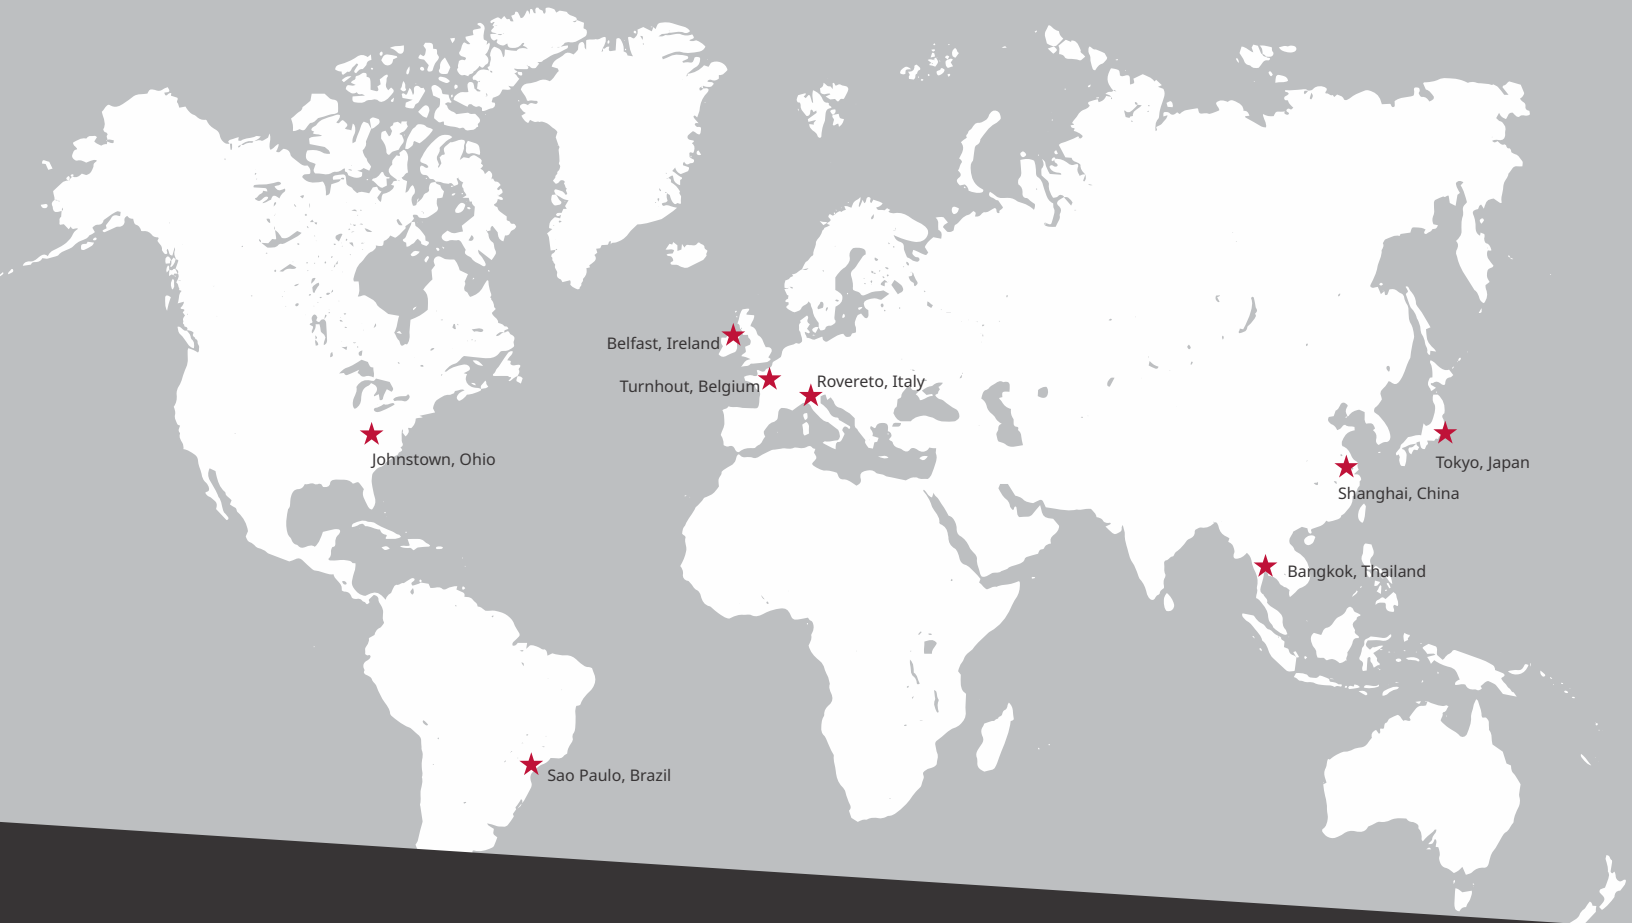 Belfast, Ireland
Turnhout, Belgium
Rovereto, Italy
Johnstown, Ohio
Tokyo, Japan
Shanghai, China
Bangkok, Thailand
Sao Paulo, Brazil